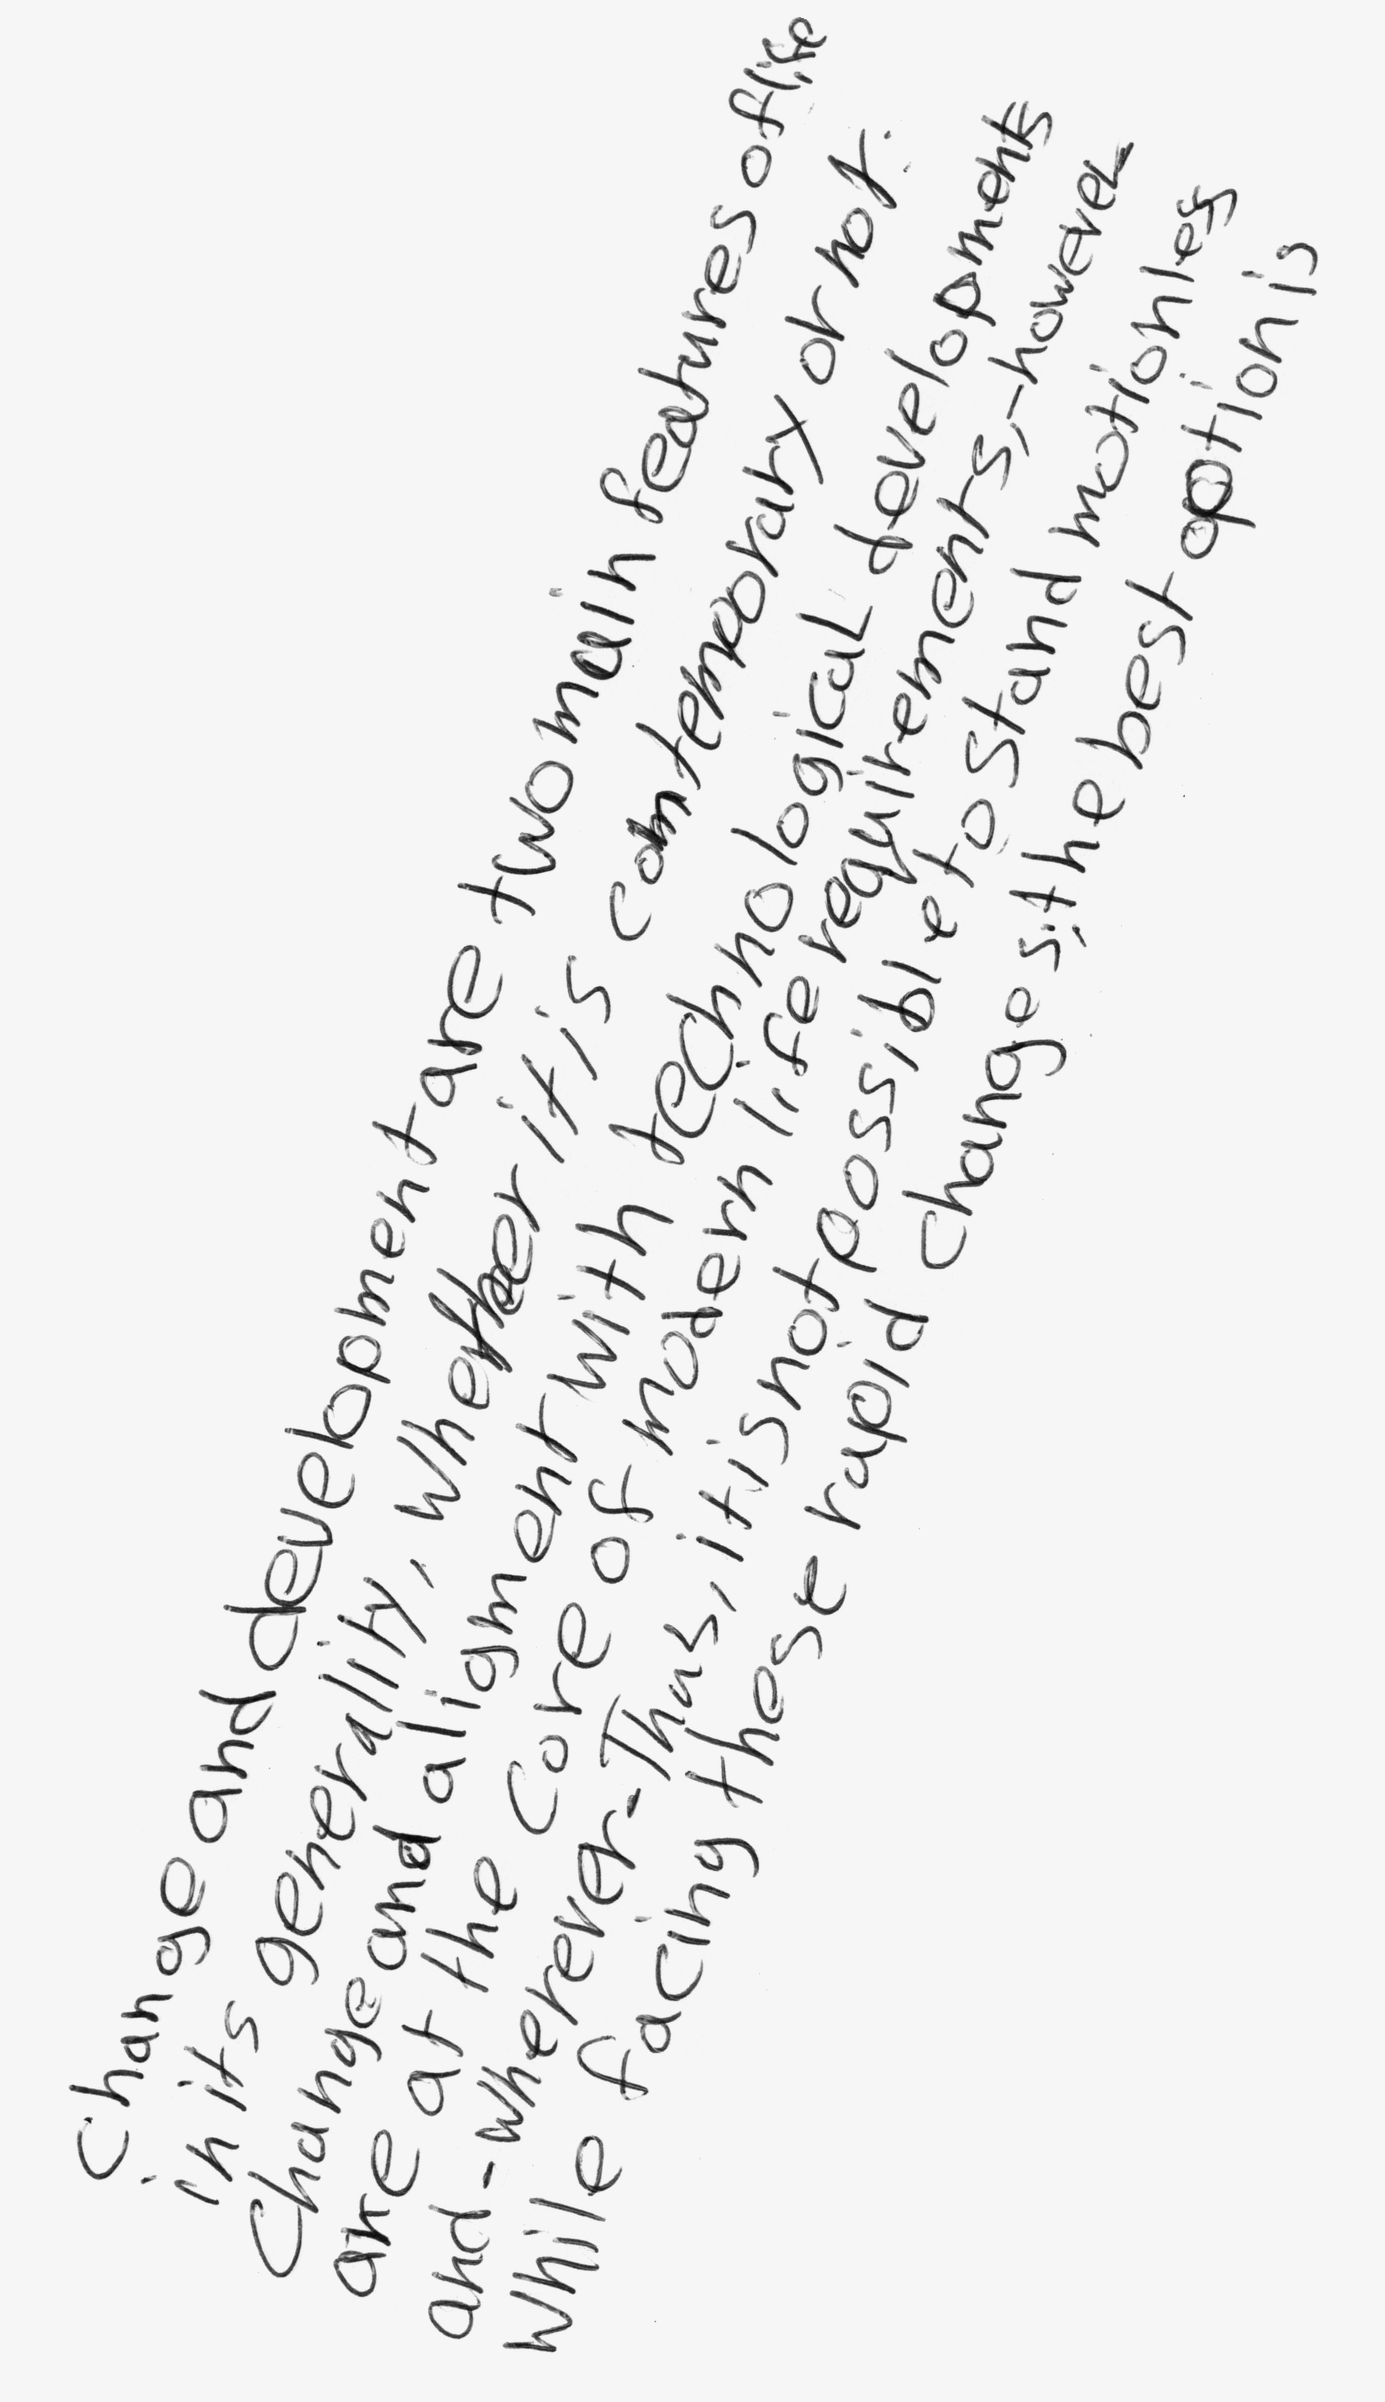 Change and development are two main features of life
in its generality, whether it is contemporary or not.
Change and alignment with technological developments
are at the core of modern life requirements,-however
and-wherever-Thus, it is not possible to stand motionless
while facing these rapid changes; the best option is